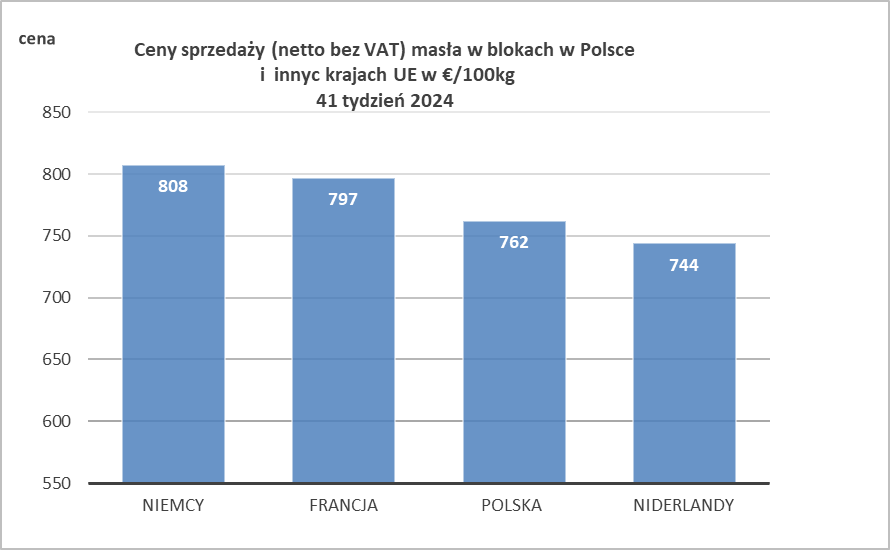 cena
Ceny sprzedaży (netto bez VAT) masła w blokach w Polsce
i innyc krajach UE w €/100kg
41 tydzień 2024
850
800
750
700
650
600
550
808
797
762
744
NIEMCY
FRANCJA
POLSKA
NIDERLANDY